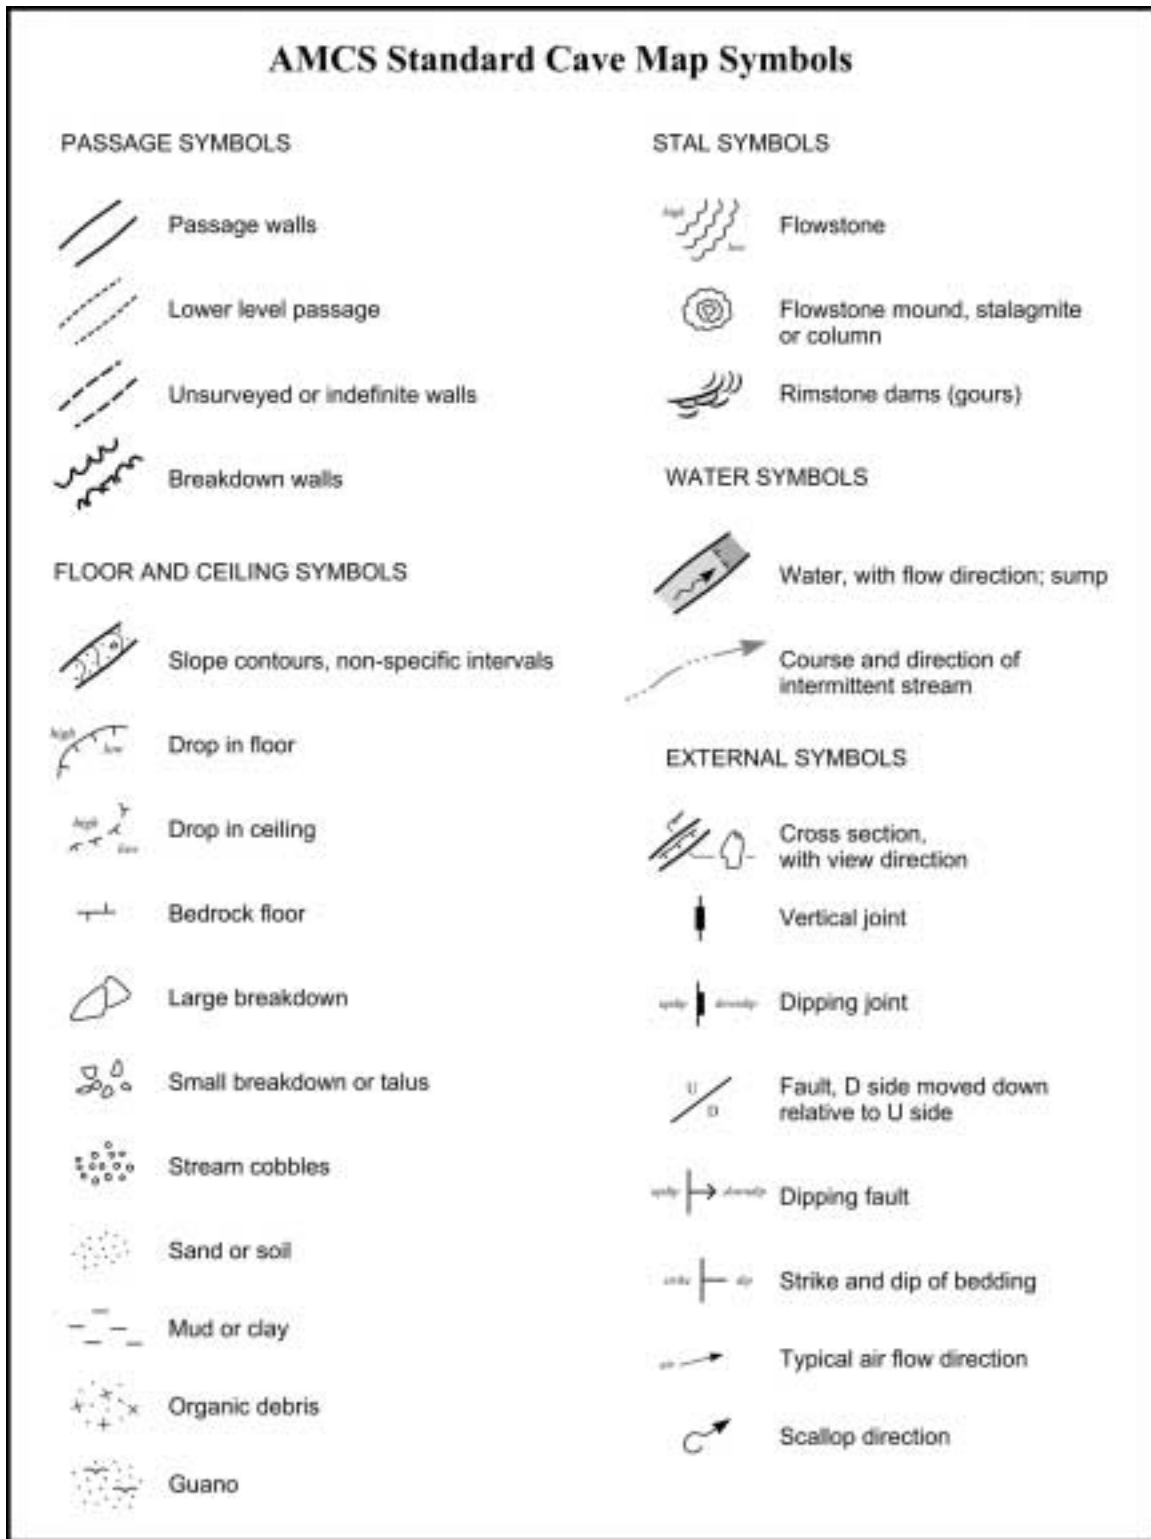 AMCS Standard Cave Map Symbols
PASSAGE SYMBOLS
Passage walls
Lower level passage
Unsurveyed or indefinite walls
Breakdown walls
FLOOR AND CEILING SYMBOLS
Slope contours, non-specific intervals
high
low
Drop in floor
high
low
Drop in ceiling
Bedrock floor
Large breakdown
Small breakdown or talus
Stream cobbles
Sand or soil
Mud or clay
Organic debris
Guano
STAL SYMBOLS
high
low
Flowstone
Flowstone mound, stalagmite
or column
Rimstone dams (gours)
WATER SYMBOLS
Water, with flow direction; sump
Course and direction of
intermittent stream
EXTERNAL SYMBOLS
Cross section,
with view direction
Vertical joint
updip
downdip
Dipping joint
U
D
Fault, D side moved down
relative to U side
updip
downdip
Dipping fault
strike
dip
Strike and dip of bedding
air
Typical air flow direction
Scallop direction